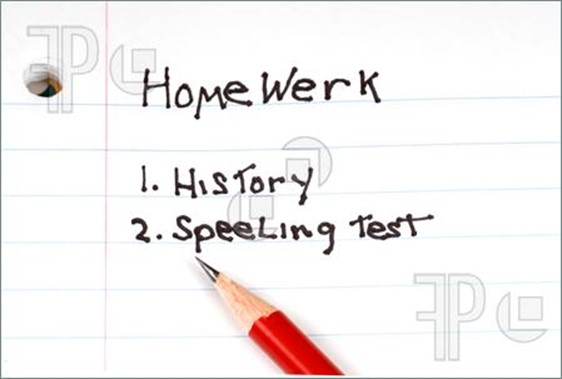 HomeWerk
1. History
2. Speeling Test